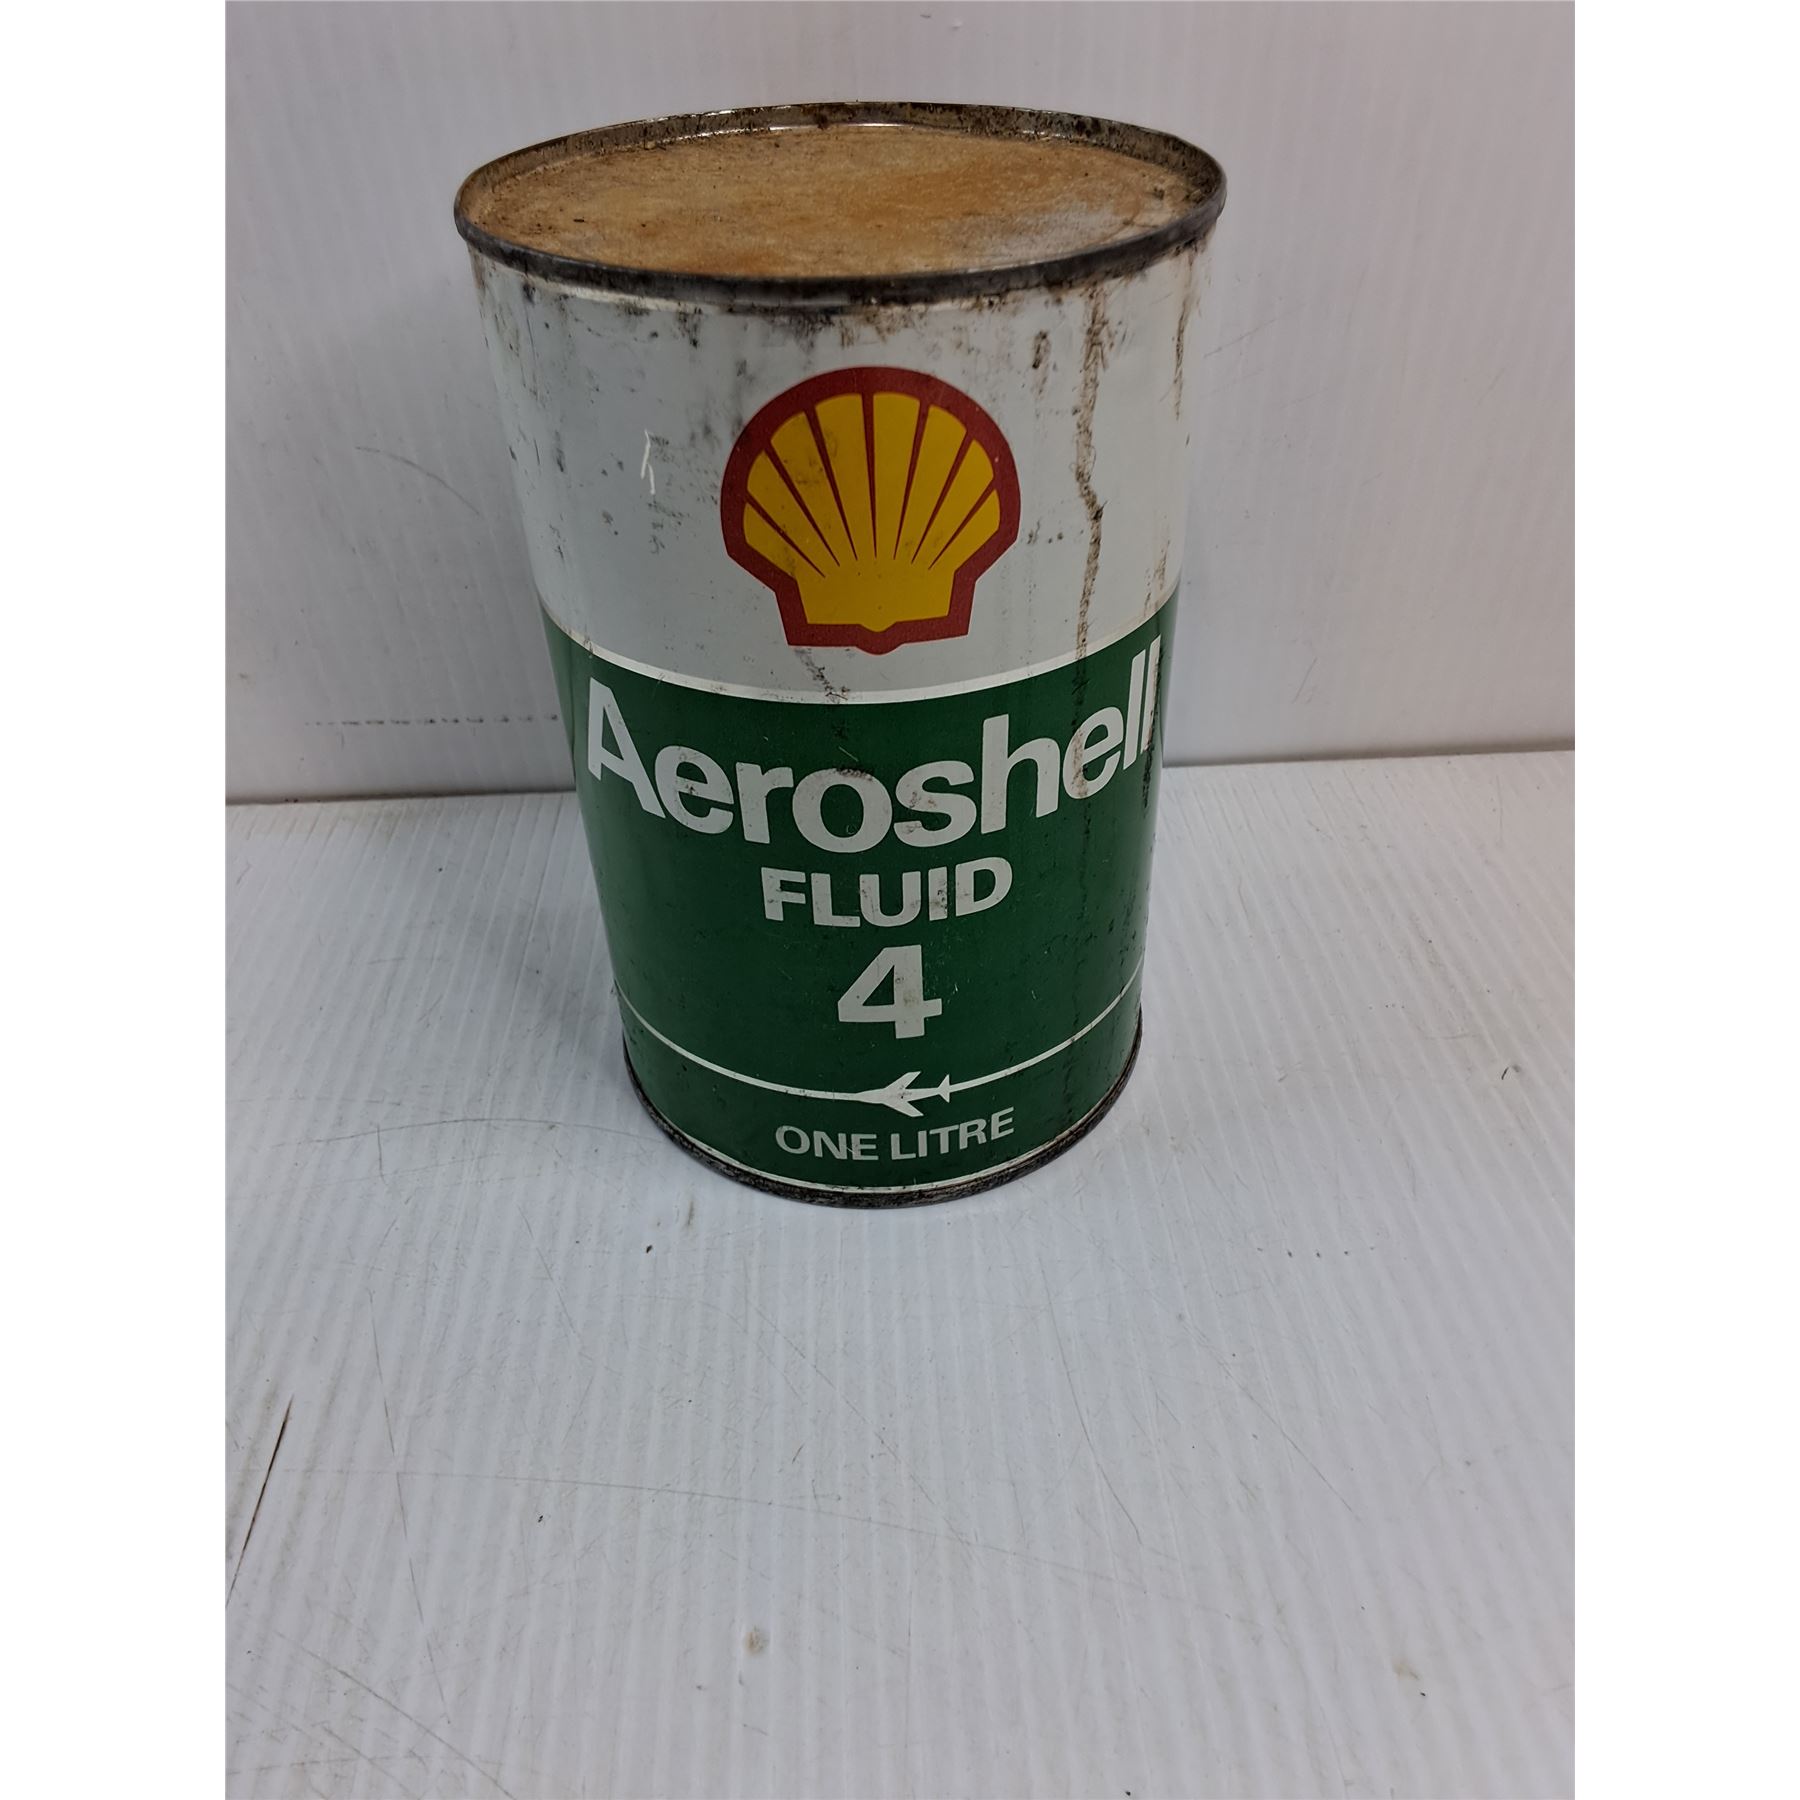 Aeroshell
FLUID
4
ONE LITRE